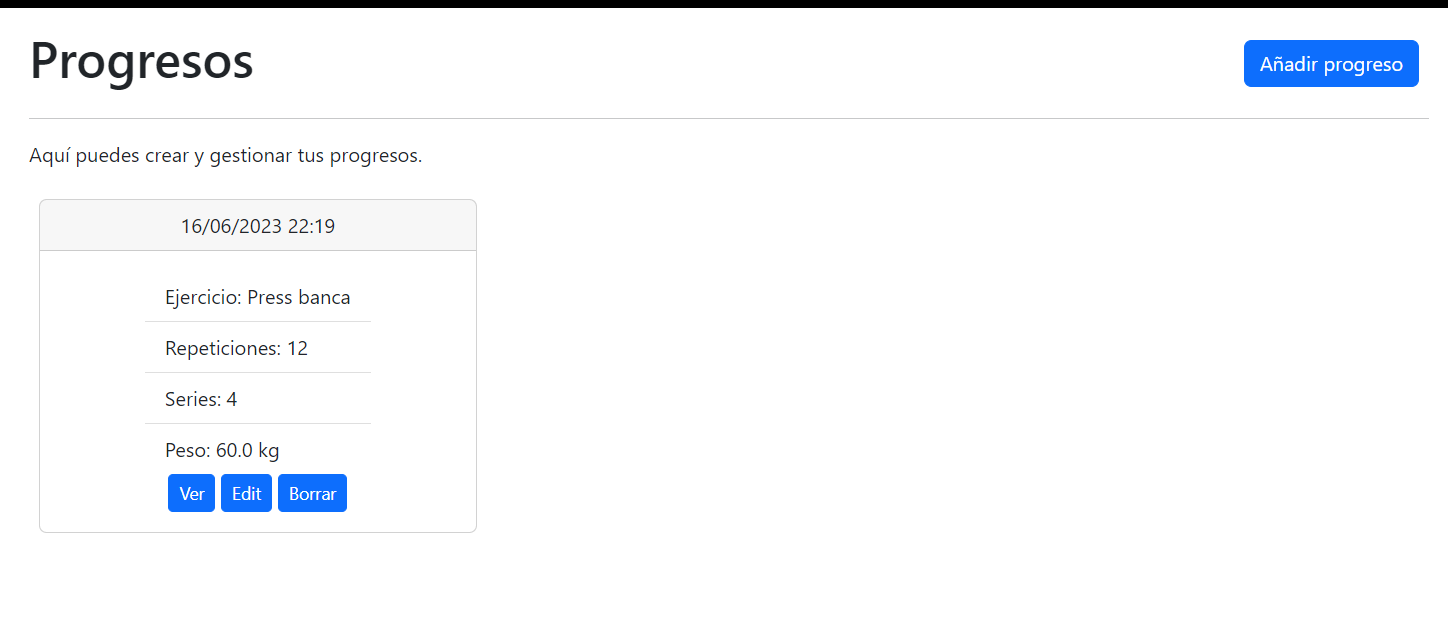 Progresos
Añadir progreso
Aquí puedes crear y gestionar tus progresos.
16/06/2023 22:19
Ejercicio: Press banca
Repeticiones: 12
Series: 4
Peso: 60.0 kg
Ver Edit Borrar